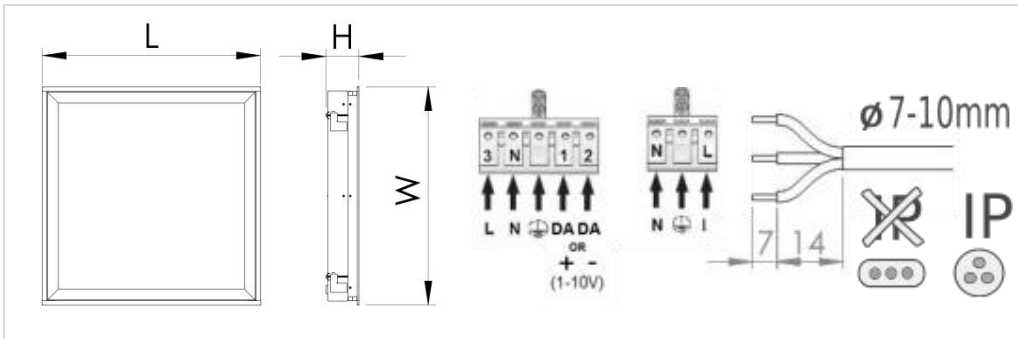 L
H
W
3 N 1 2
L N DA DA
OR
+ -
(1-10V)
N L
N L
ø 7-10mm
7 14
IP IP